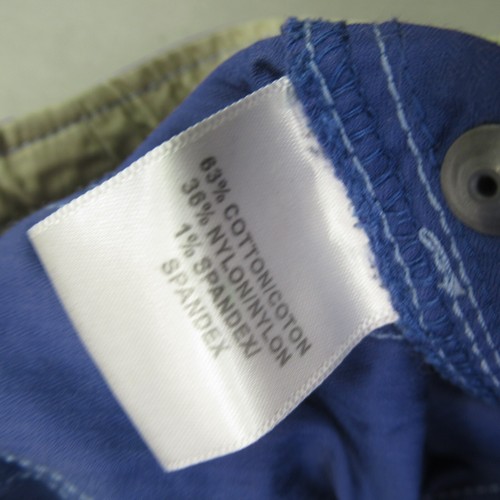 63% COTTON/COTON
36% NYLON/NYLON
1% SPANDEX/
SPANDEX